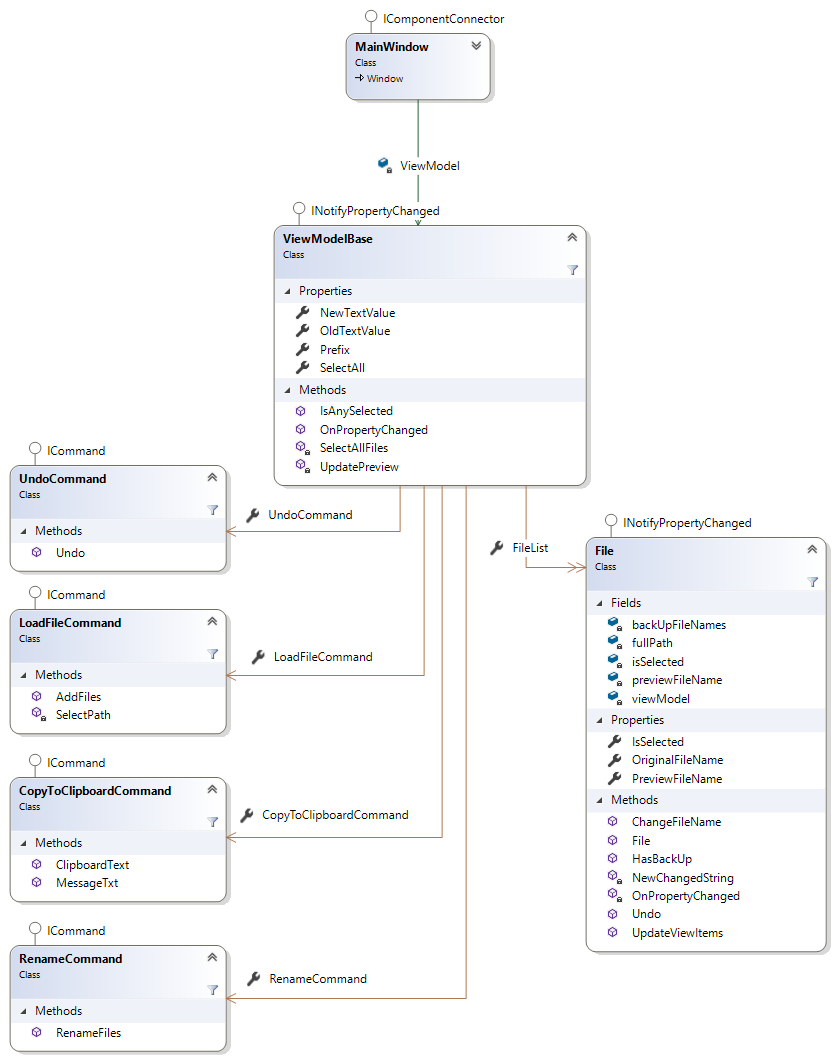 IComponentConnector
MainWindow
Class
Window
ViewModel
INotifyPropertyChanged
ViewModelBase
Class
Properties
NewTextValue
OldTextValue
Prefix
SelectAll
Methods
IsAnySelected
OnPropertyChanged
SelectAllFiles
UpdatePreview
ICommand
UndoCommand
Class
Methods
Undo
UndoCommand
ICommand
LoadFileCommand
Class
Methods
AddFiles
SelectPath
LoadFileCommand
ICommand
CopyToClipboardCommand
Class
Methods
ClipboardText
MessageTxt
CopyToClipboardCommand
ICommand
RenameCommand
Class
Methods
RenameFiles
RenameCommand
FileList
INotifyPropertyChanged
File
Class
Fields
backUpFileNames
fullPath
isSelected
previewFileName
viewModel
Properties
IsSelected
OriginalFileName
PreviewFileName
Methods
ChangeFileName
File
HasBackUp
NewChangedString
OnPropertyChanged
Undo
UpdateViewItems